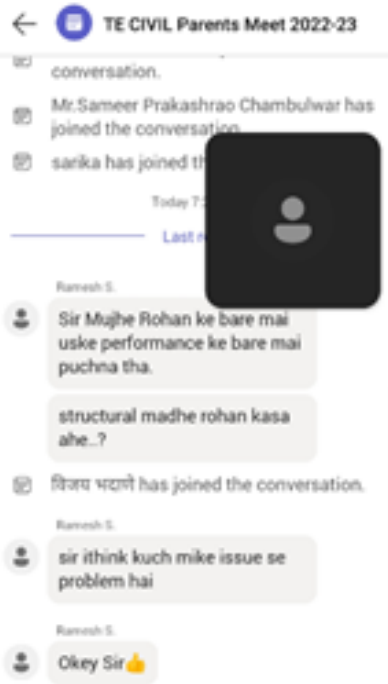 TE CIVIL Parents Meet 2022-23
conversation.
Mr.Sameer Prakashrao Chambulwar has
joined the conversation
sarika has joined
Today
Last
Ramesh S.
Sir Mujhe Rohan ke bare mai
uske performance ke bare mai
puchna tha.
structural madhe rohan kasa
ahe..?
विजय भदाणे has joined the conversation.
Ramesh S.
sir ithink kuch mike issue se
problem hai
Ramesh S.
Okey Sir👍